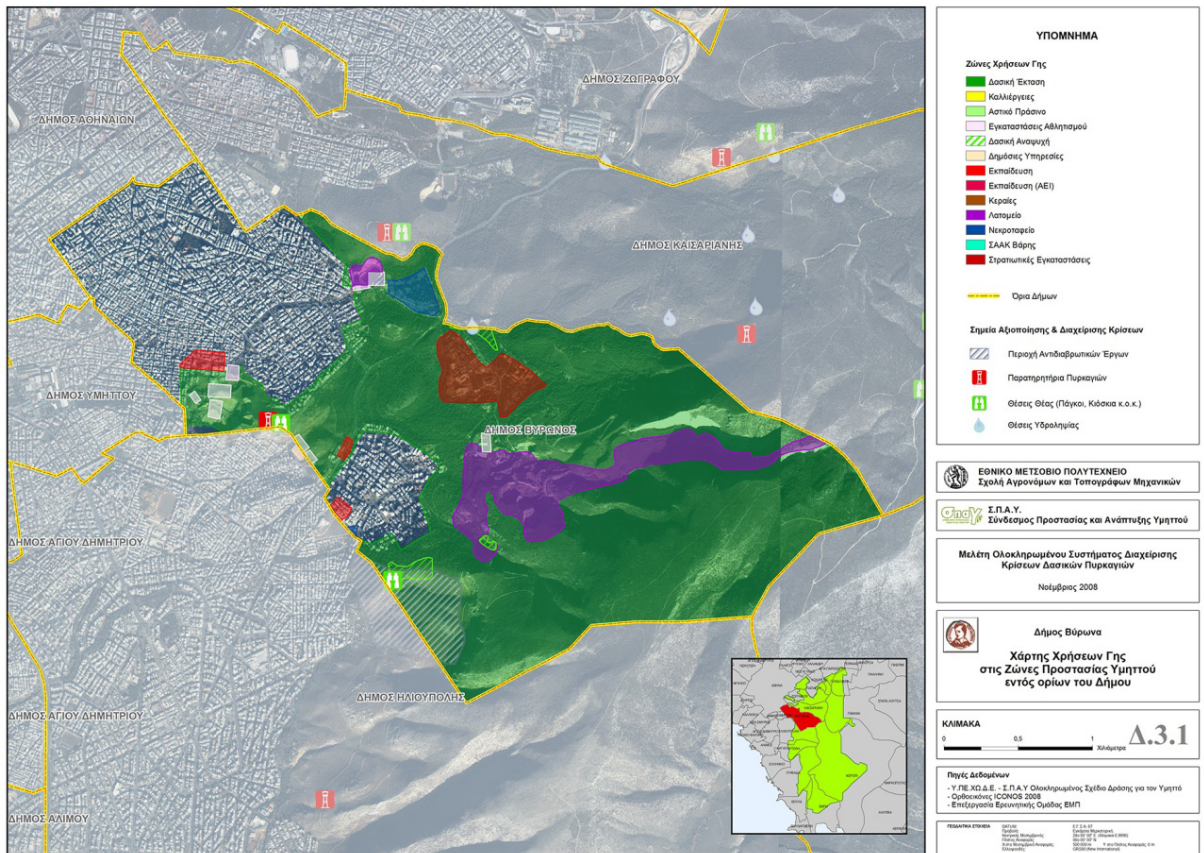 ΔΗΜΟΣ ΖΩΓΡΑΦΟΥ
ΔΗΜΟΣ ΑΘΗΝΑΙΩΝ
ΔΗΜΟΣ ΚΑΙΣΑΡΙΑΝΗΣ
ΔΗΜΟΣ ΥΜΗΤΤΟΥ
ΔΗΜΟΣ ΒΥΡΩΝΟΣ
ΔΗΜΟΣ ΑΓΙΟΥ ΔΗΜΗΤΡΙΟΥ
ΔΗΜΟΣ ΗΛΙΟΥΠΟΛΗΣ
ΔΗΜΟΣ ΑΓΙΟΥ ΔΗΜΗΤΡΙΟΥ
ΔΗΜΟΣ ΑΛΙΜΟΥ
ΥΠΟΜΝΗΜΑ
Ζώνες Χρήσεων Γης
Δασική Έκταση
Καλλιέργειες
Αστικό Πράσινο
Εγκαταστάσεις Αθλητισμού
Δασική Αναψυχή
Δημόσιες Υπηρεσίες
Εκπαίδευση
Εκπαίδευση (ΑΕΙ)
Κεραίες
Λατομείο
Νεκροταφείο
ΣΑΑΚ Βάρης
Στρατιωτικές Εγκαταστάσεις
Όρια Δήμων
Σημεία Αξιοποίησης & Διαχείρισης Κρίσεων
Περιοχή Αντιδιαβρωτικών Έργων
Παρατηρητήρια Πυρκαγιών
Θέσεις Θέας (Πάγκοι, Κιόσκια κ.ο.κ.)
Θέσεις Υδροληψίας
ΕΘΝΙΚΟ ΜΕΤΣΟΒΙΟ ΠΟΛΥΤΕΧΝΕΙΟ
Σχολή Αγρονόμων και Τοπογράφων Μηχανικών
σπαυ
Σ.Π.Α.Υ.
Σύνδεσμος Προστασίας και Ανάπτυξης Υμηττού
Μελέτη Ολοκληρωμένου Συστήματος Διαχείρισης
Κρίσεων Δασικών Πυρκαγιών
Νοέμβριος 2008
Δήμος Βύρωνα
Χάρτης Χρήσεων Γης
στις Ζώνες Προστασίας Υμηττού
εντός ορίων του Δήμου
ΚΛΙΜΑΚΑ
0 0,5 1
Χιλιόμετρα
Δ.3.1
Πηγές Δεδομένων
- Υ.ΠΕ.ΧΩ.Δ.Ε. - Σ.Π.Α.Υ Ολοκληρωμένος Σχέδιο Δράσης για τον Υμηττό
- Ορθοεικόνες ICONOS 2008
- Επεξεργασία Ερευνητικής Ομάδας ΕΜΠ